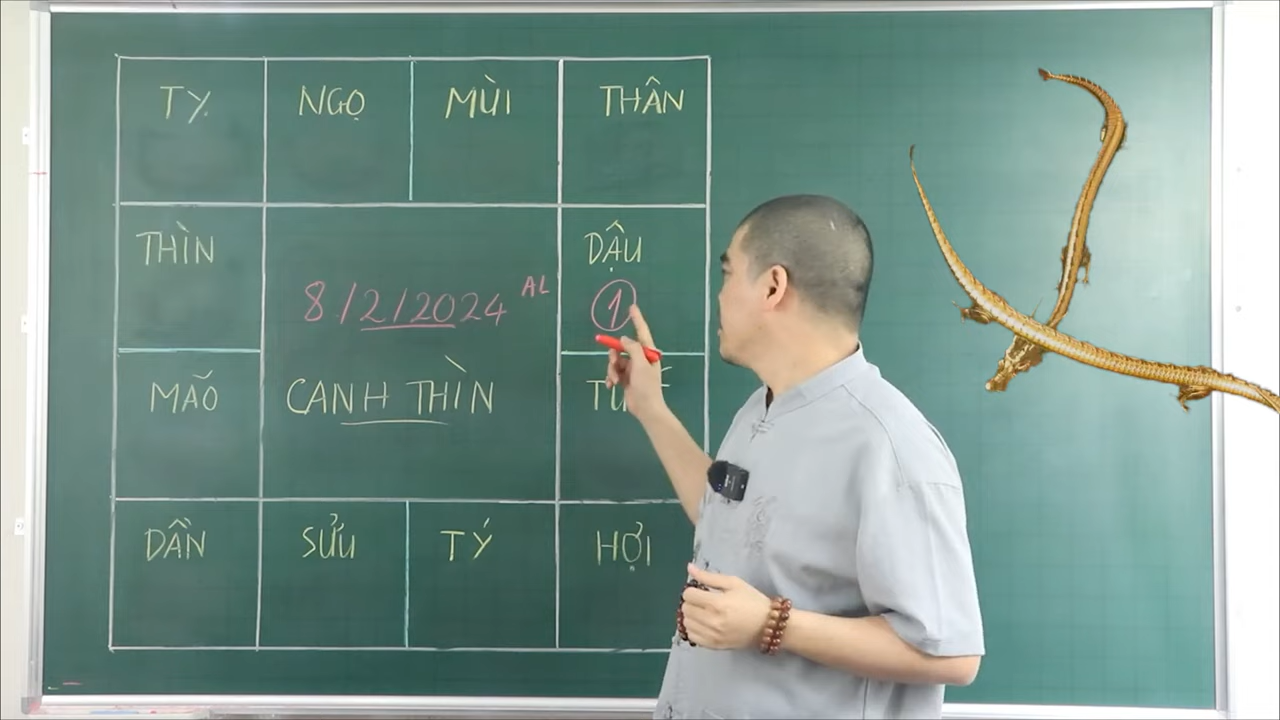 TỴ NGỌ MÙI THÂN
THÌN DẬU
8/2/2024 AL ①
MÃO CANH THÌN
DẦN SỬU TÝ HỢI